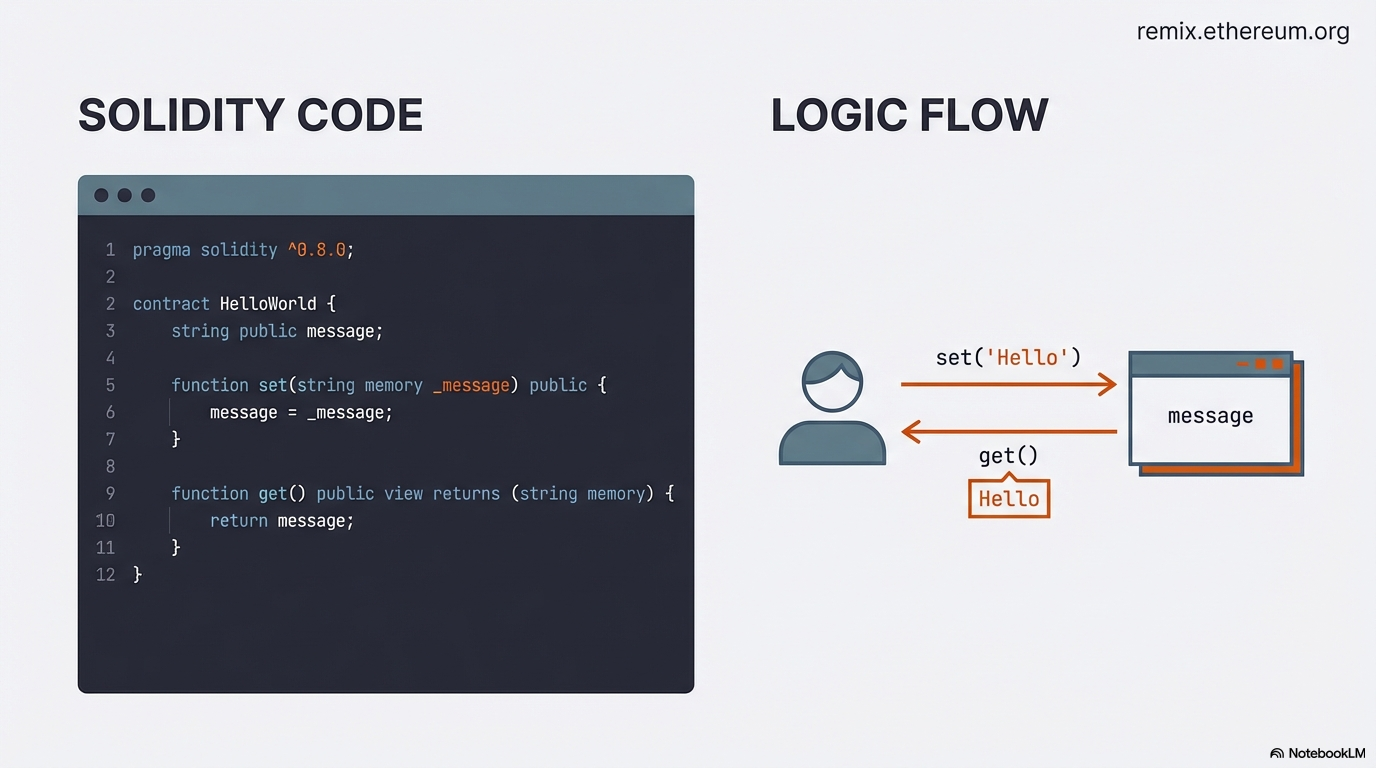 remix.ethereum.org
SOLIDITY CODE
1 pragma solidity ^0.8.0;
2
2 contract HelloWorld {
3     string public message;
4
5     function set(string memory _message) public {
6         message = _message;
7     }
8
9     function get() public view returns (string memory) {
10         return message;
11     }
12 }
LOGIC FLOW
set('Hello')
message
get()
Hello
NotebookLM